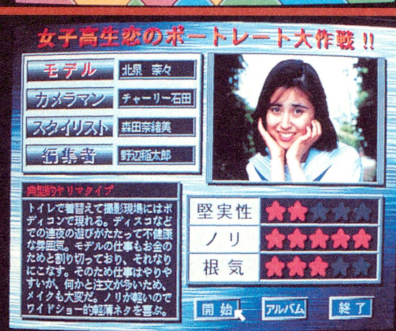 女子高生恋のポートレート大作戦!!
モデル 北泉 奈々
カメラマン チャーリー石田
スタイリスト 森田奈緒美
編集者 野辺稲太郎
典型的ヤリマタイプ
トイレで着替えて撮影現場にはボ
ディコンで現れる。ディスコなど
での連夜の遊びがたたって不健康
な雰囲気。モデルの仕事もお金の
ためと割り切っており、それなり
にこなす。そのため仕事はやりや
すいが、何かと注文が多いため、
メイクも大変だ。ノリが軽いので
ワイドショー的軽薄ネタを喜ぶ。
堅実性
ノリ
根気
開始 アルバム 終了